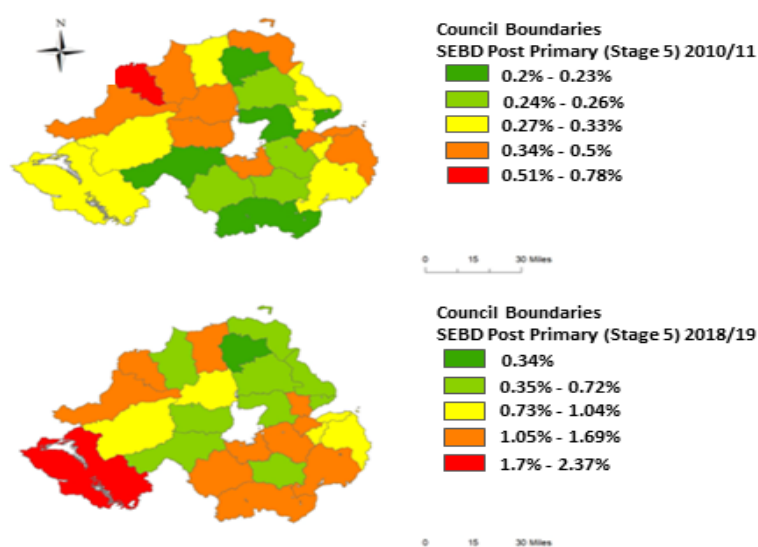 N
Council Boundaries
SEBD Post Primary (Stage 5) 2010/11
0.2% - 0.23%
0.24% - 0.26%
0.27% - 0.33%
0.34% - 0.5%
0.51% - 0.78%
0 15 30 Miles
Council Boundaries
SEBD Post Primary (Stage 5) 2018/19
0.34%
0.35% - 0.72%
0.73% - 1.04%
1.05% - 1.69%
1.7% - 2.37%
0 15 30 Miles